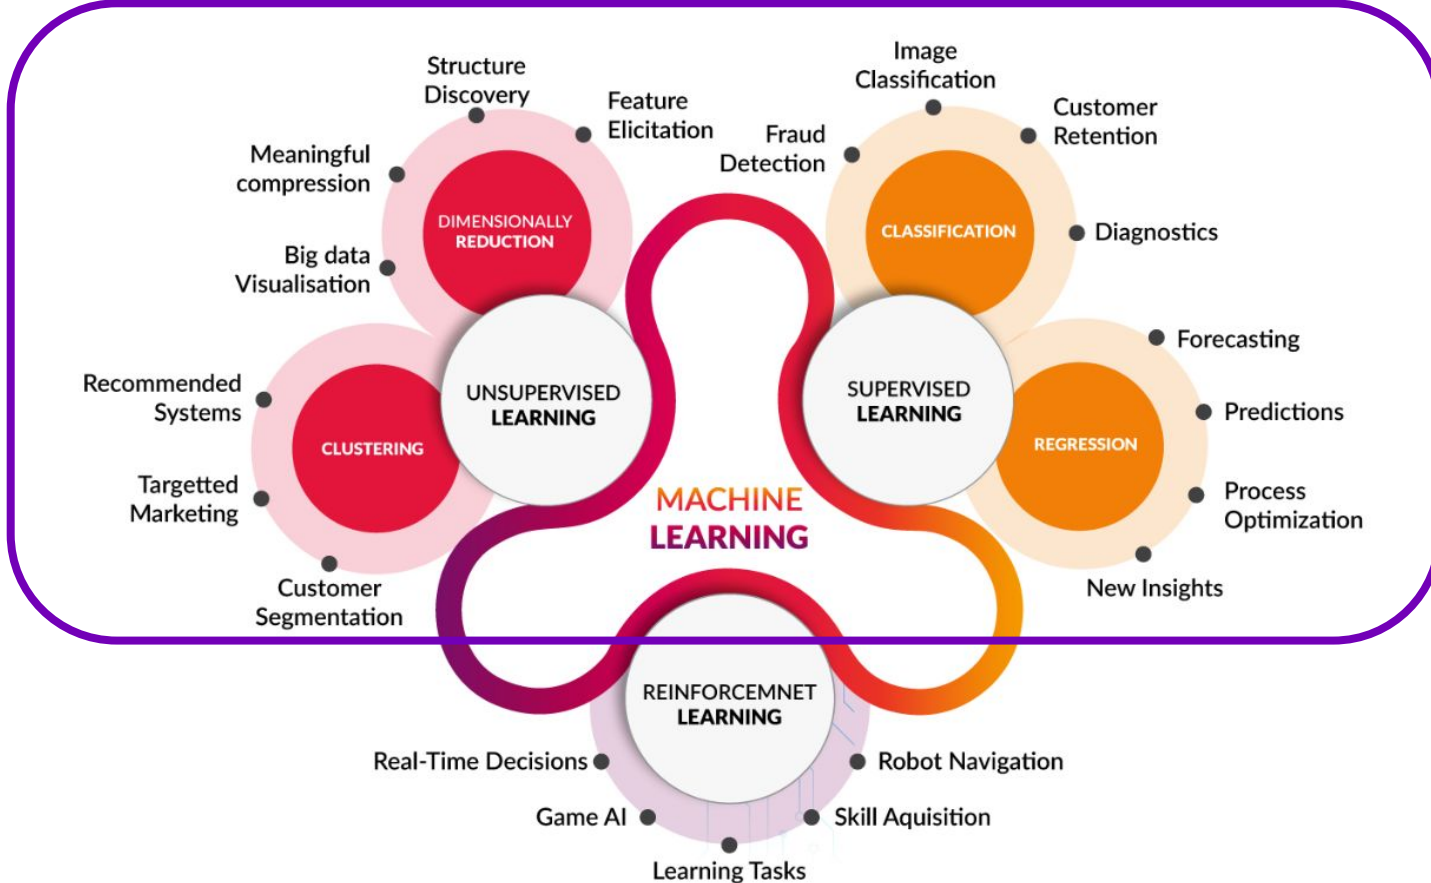 Structure
Discovery
Feature
Elicitation
Meaningful
compression
Big data
Visualisation
DIMENSIONALLY
REDUCTION
Recommended
Systems
Targetted
Marketing
Customer
Segmentation
CLUSTERING
UNSUPERVISED
LEARNING
Image
Classification
Customer
Retention
Fraud
Detection
Diagnostics
CLASSIFICATION
SUPERVISED
LEARNING
Forecasting
Predictions
Process
Optimization
New Insights
REGRESSION
MACHINE
LEARNING
REINFORCEMNET
LEARNING
Real-Time Decisions
Game AI
Learning Tasks
Skill Aquisition
Robot Navigation